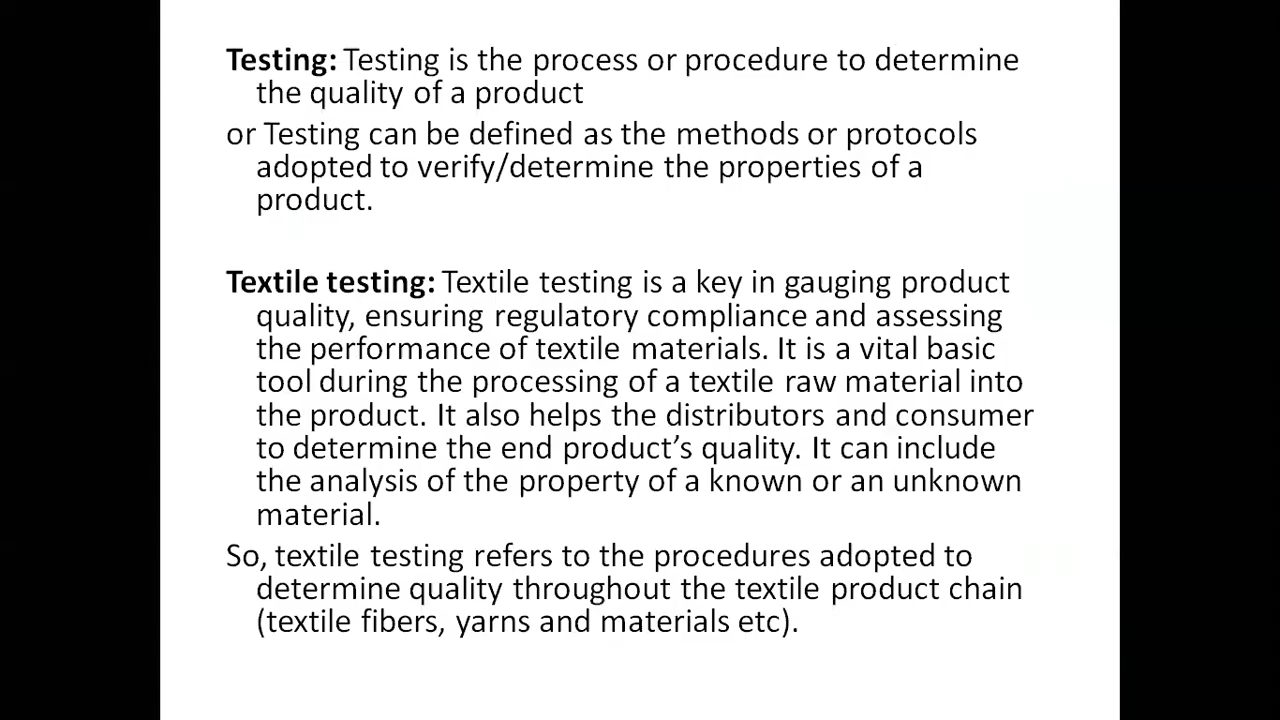 Testing: Testing is the process or procedure to determine
the quality of a product
or Testing can be defined as the methods or protocols
adopted to verify/determine the properties of a
product.
Textile testing: Textile testing is a key in gauging product
quality, ensuring regulatory compliance and assessing
the performance of textile materials. It is a vital basic
tool during the processing of a textile raw material into
the product. It also helps the distributors and consumer
to determine the end product’s quality. It can include
the analysis of the property of a known or an unknown
material.
So, textile testing refers to the procedures adopted to
determine quality throughout the textile product chain
(textile fibers, yarns and materials etc).